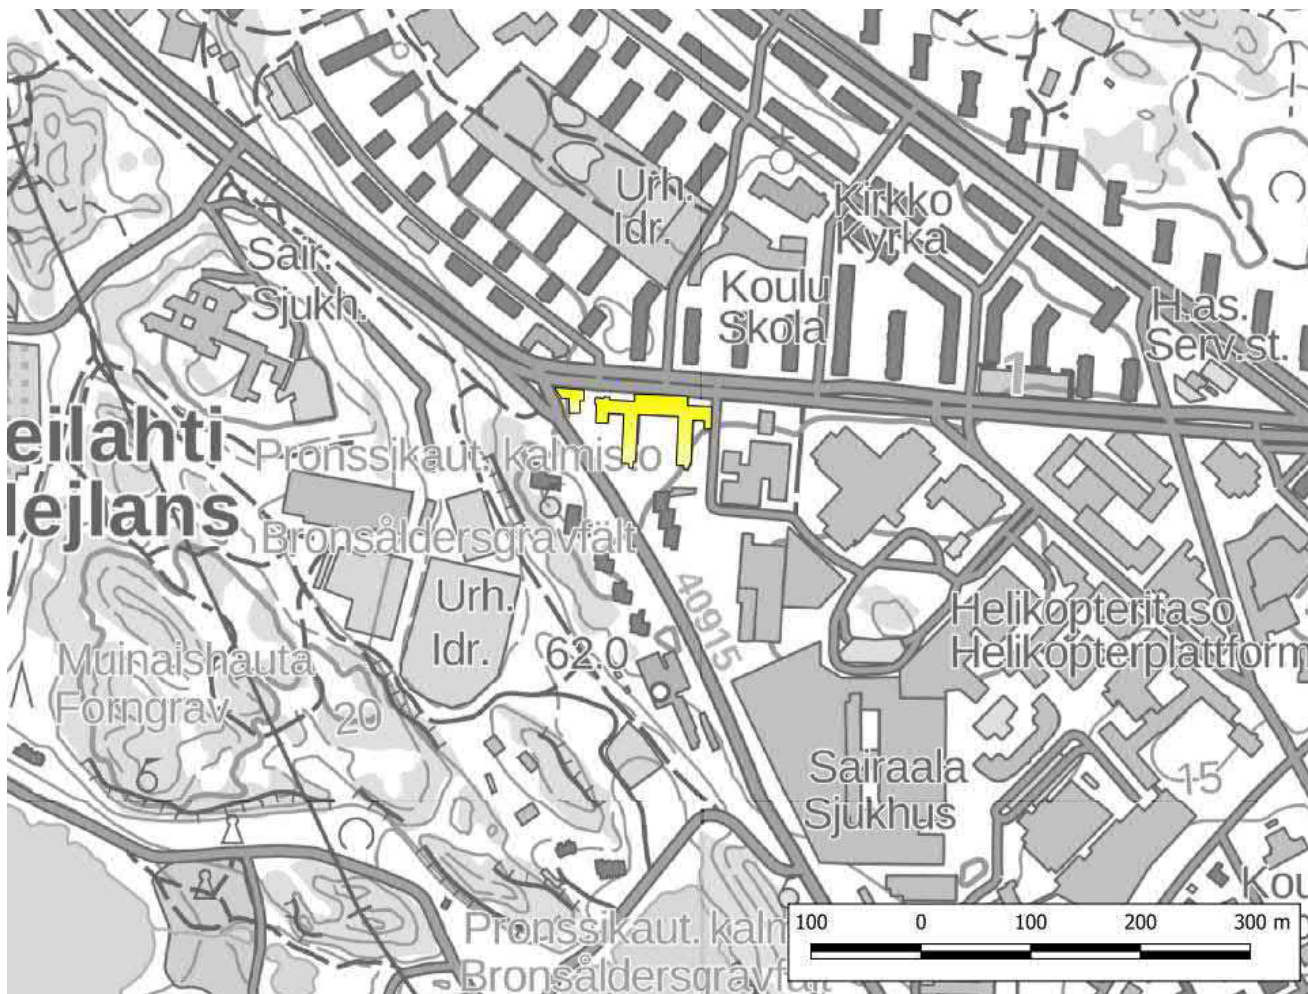 Urh.
Idr.
Kirkko
Kyrka
Sair.
Sjukh.
Koulu
Skola
H.as.
Serv.st.
1
eilahti
lejlans
Pronssikaut. kalmisto
Bronsåldersgravfält
Urh.
Idr.
40915
62.0
Helikopteritaso
Helikopterplattform
Muinaishauta
Forngrav
20
Sairaala
Sjukhus
15
6
Kou
Pronssikaut. kalm
Bronsåldersgravfält
100 0 100 200 300 m